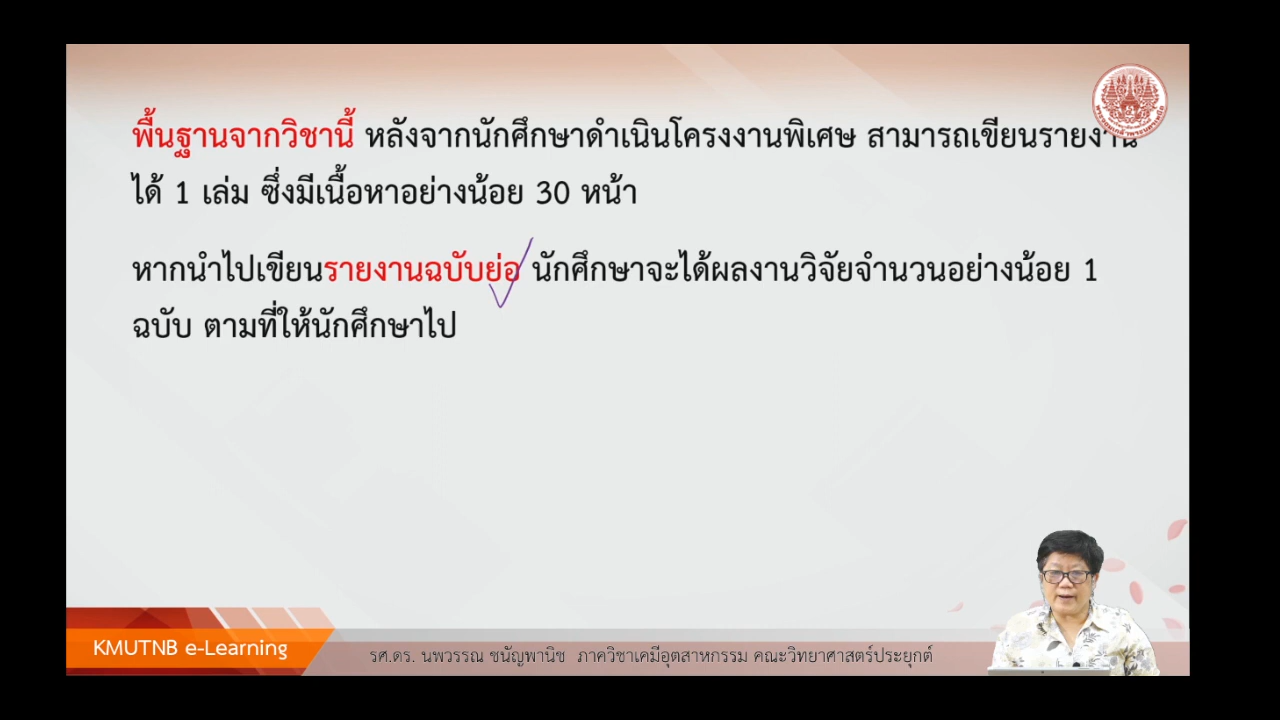 พื้นฐานจากวิชานี้ หลังจากนักศึกษาดำเนินโครงงานพิเศษ สามารถเขียนรายงาน
ได้ 1 เล่ม ซึ่งมีเนื้อหาอย่างน้อย 30 หน้า
หากนำไปเขียนรายงานฉบับย่อ นักศึกษาจะได้ผลงานวิจัยจำนวนอย่างน้อย 1
ฉบับ ตามที่ให้นักศึกษาไป
KMUTNB e-Learning
รศ.ดร. นพวรรณ ชนัญพานิช ภาควิชาเคมีอุตสาหกรรม คณะวิทยาศาสตร์ประยุกต์